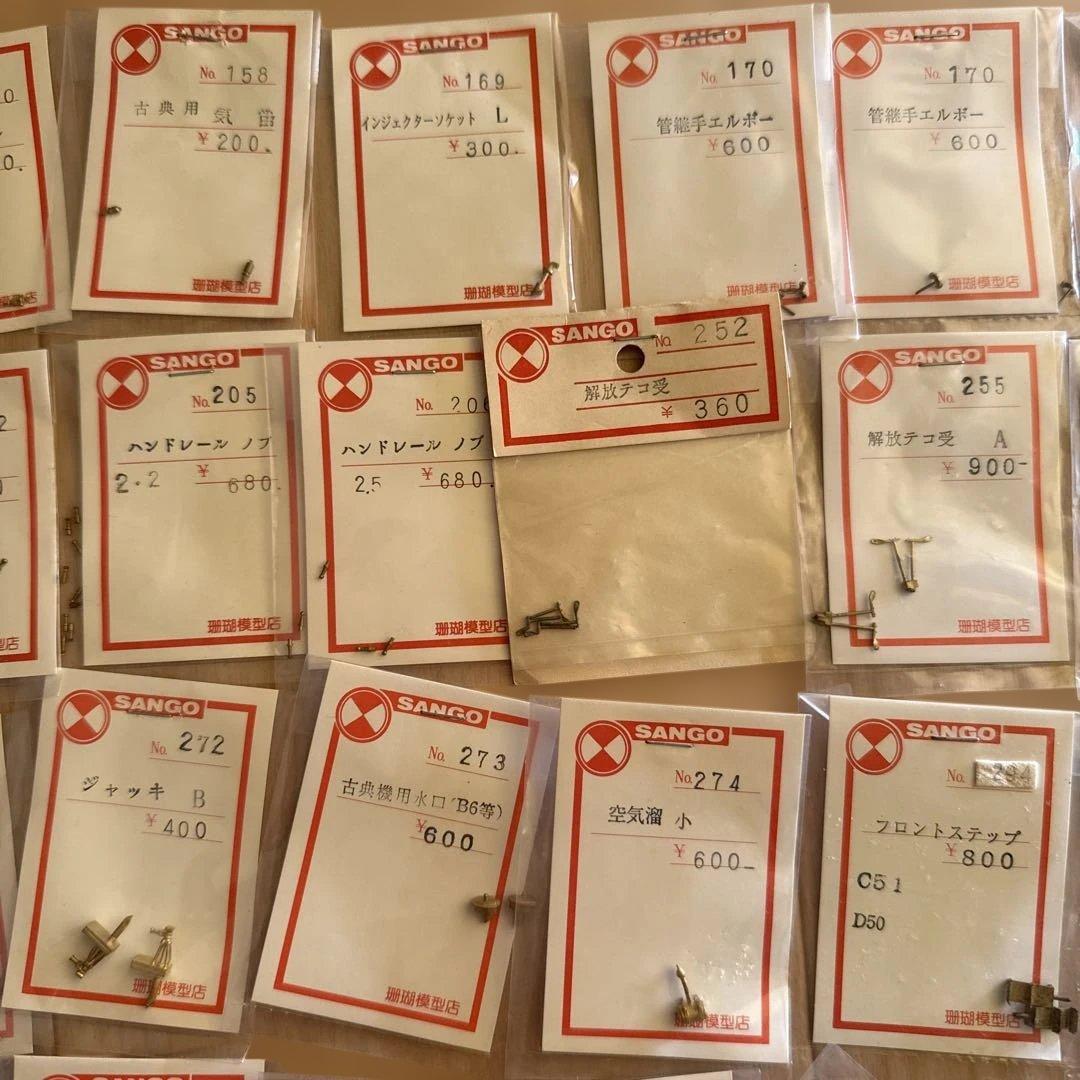 SANGO
No. 158
古典用 気笛
¥ 200.
珊瑚模型店
SANGO
No. 169
インジェクターソケット L
¥ 300.
珊瑚模型店
SANGO
No. 170
管継手エルボー
¥ 600
珊瑚模型店
SANGO
No. 170
管継手エルボー
¥ 600
珊瑚模型店
SANGO
No. 205
ハンドレール ノブ
2.2 ¥ 680.
珊瑚模型店
SANGO
No. 206
ハンドレール ノブ
2.5 ¥ 680.
珊瑚模型店
SANGO
No. 252
解放テコ受
¥ 360
SANGO
No. 255
解放テコ受 A
¥ 900-
珊瑚模型店
SANGO
No. 272
ジャッキ B
¥ 400
珊瑚模型店
SANGO
No. 273
古典機用水口(B6等)
¥600
珊瑚模型店
SANGO
No. 274
空気溜 小
¥ 600-
珊瑚模型店
SANGO
No.
フロントステップ
¥ 800
C51
D50
珊瑚模型店
SANGO